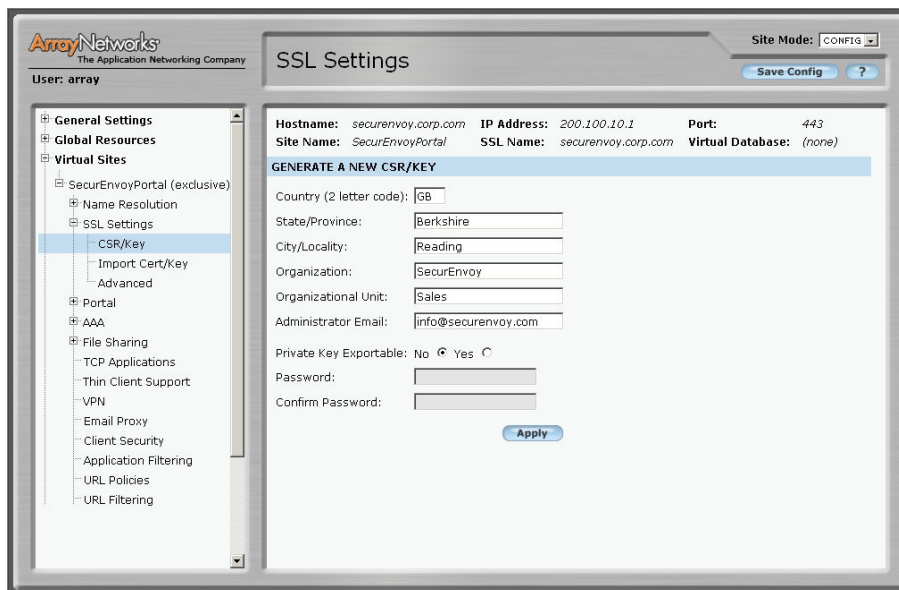 ArrayNetworks
The Application Networking Company
User: array
SSL Settings
Site Mode: CONFIG
Save Config ?
General Settings
Global Resources
Virtual Sites
SecurEnvoyPortal (exclusive)
Name Resolution
SSL Settings
CSR/Key
Import Cert/Key
Advanced
Portal
AAA
File Sharing
TCP Applications
Thin Client Support
VPN
Email Proxy
Client Security
Application Filtering
URL Policies
URL Filtering
Hostname: securenvoy.corp.com IP Address: 200.100.10.1 Port: 443
Site Name: SecurEnvoyPortal SSL Name: securenvoy.corp.com Virtual Database: (none)
GENERATE A NEW CSR/KEY
Country (2 letter code): GB
State/Province: Berkshire
City/Locality: Reading
Organization: SecurEnvoy
Organizational Unit: Sales
Administrator Email: info@securenvoy.com
Private Key Exportable: No Yes
Password:
Confirm Password:
Apply